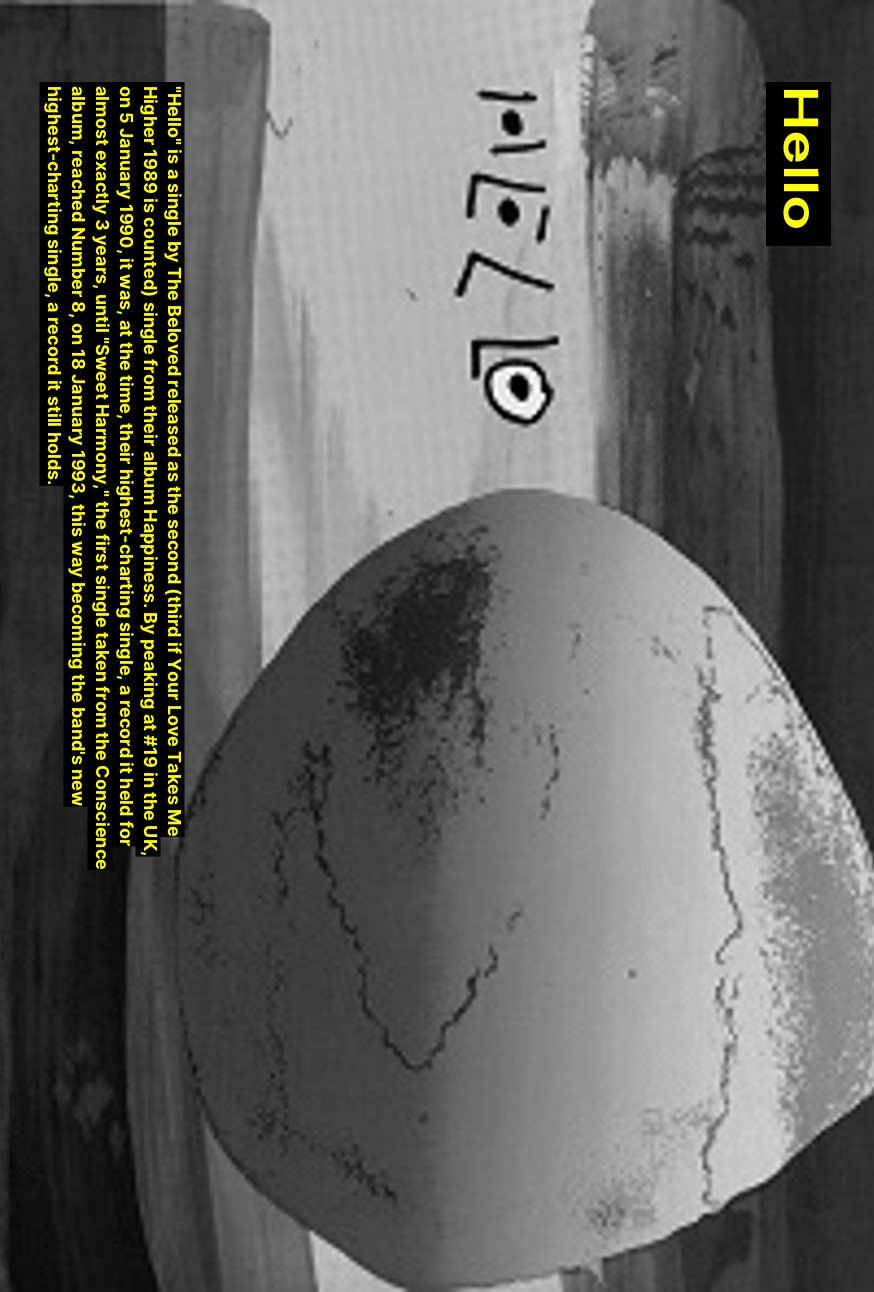 Hello
"Hello" is a single by The Beloved released as the second (third if Your Love Takes Me
Higher 1989 is counted) single from their album Happiness. By peaking at #19 in the UK,
on 5 January 1990, it was, at the time, their highest-charting single, a record it held for
almost exactly 3 years, until "Sweet Harmony," the first single taken from the Conscience
album, reached Number 8, on 18 January 1993, this way becoming the band's new
highest-charting single, a record it still holds.